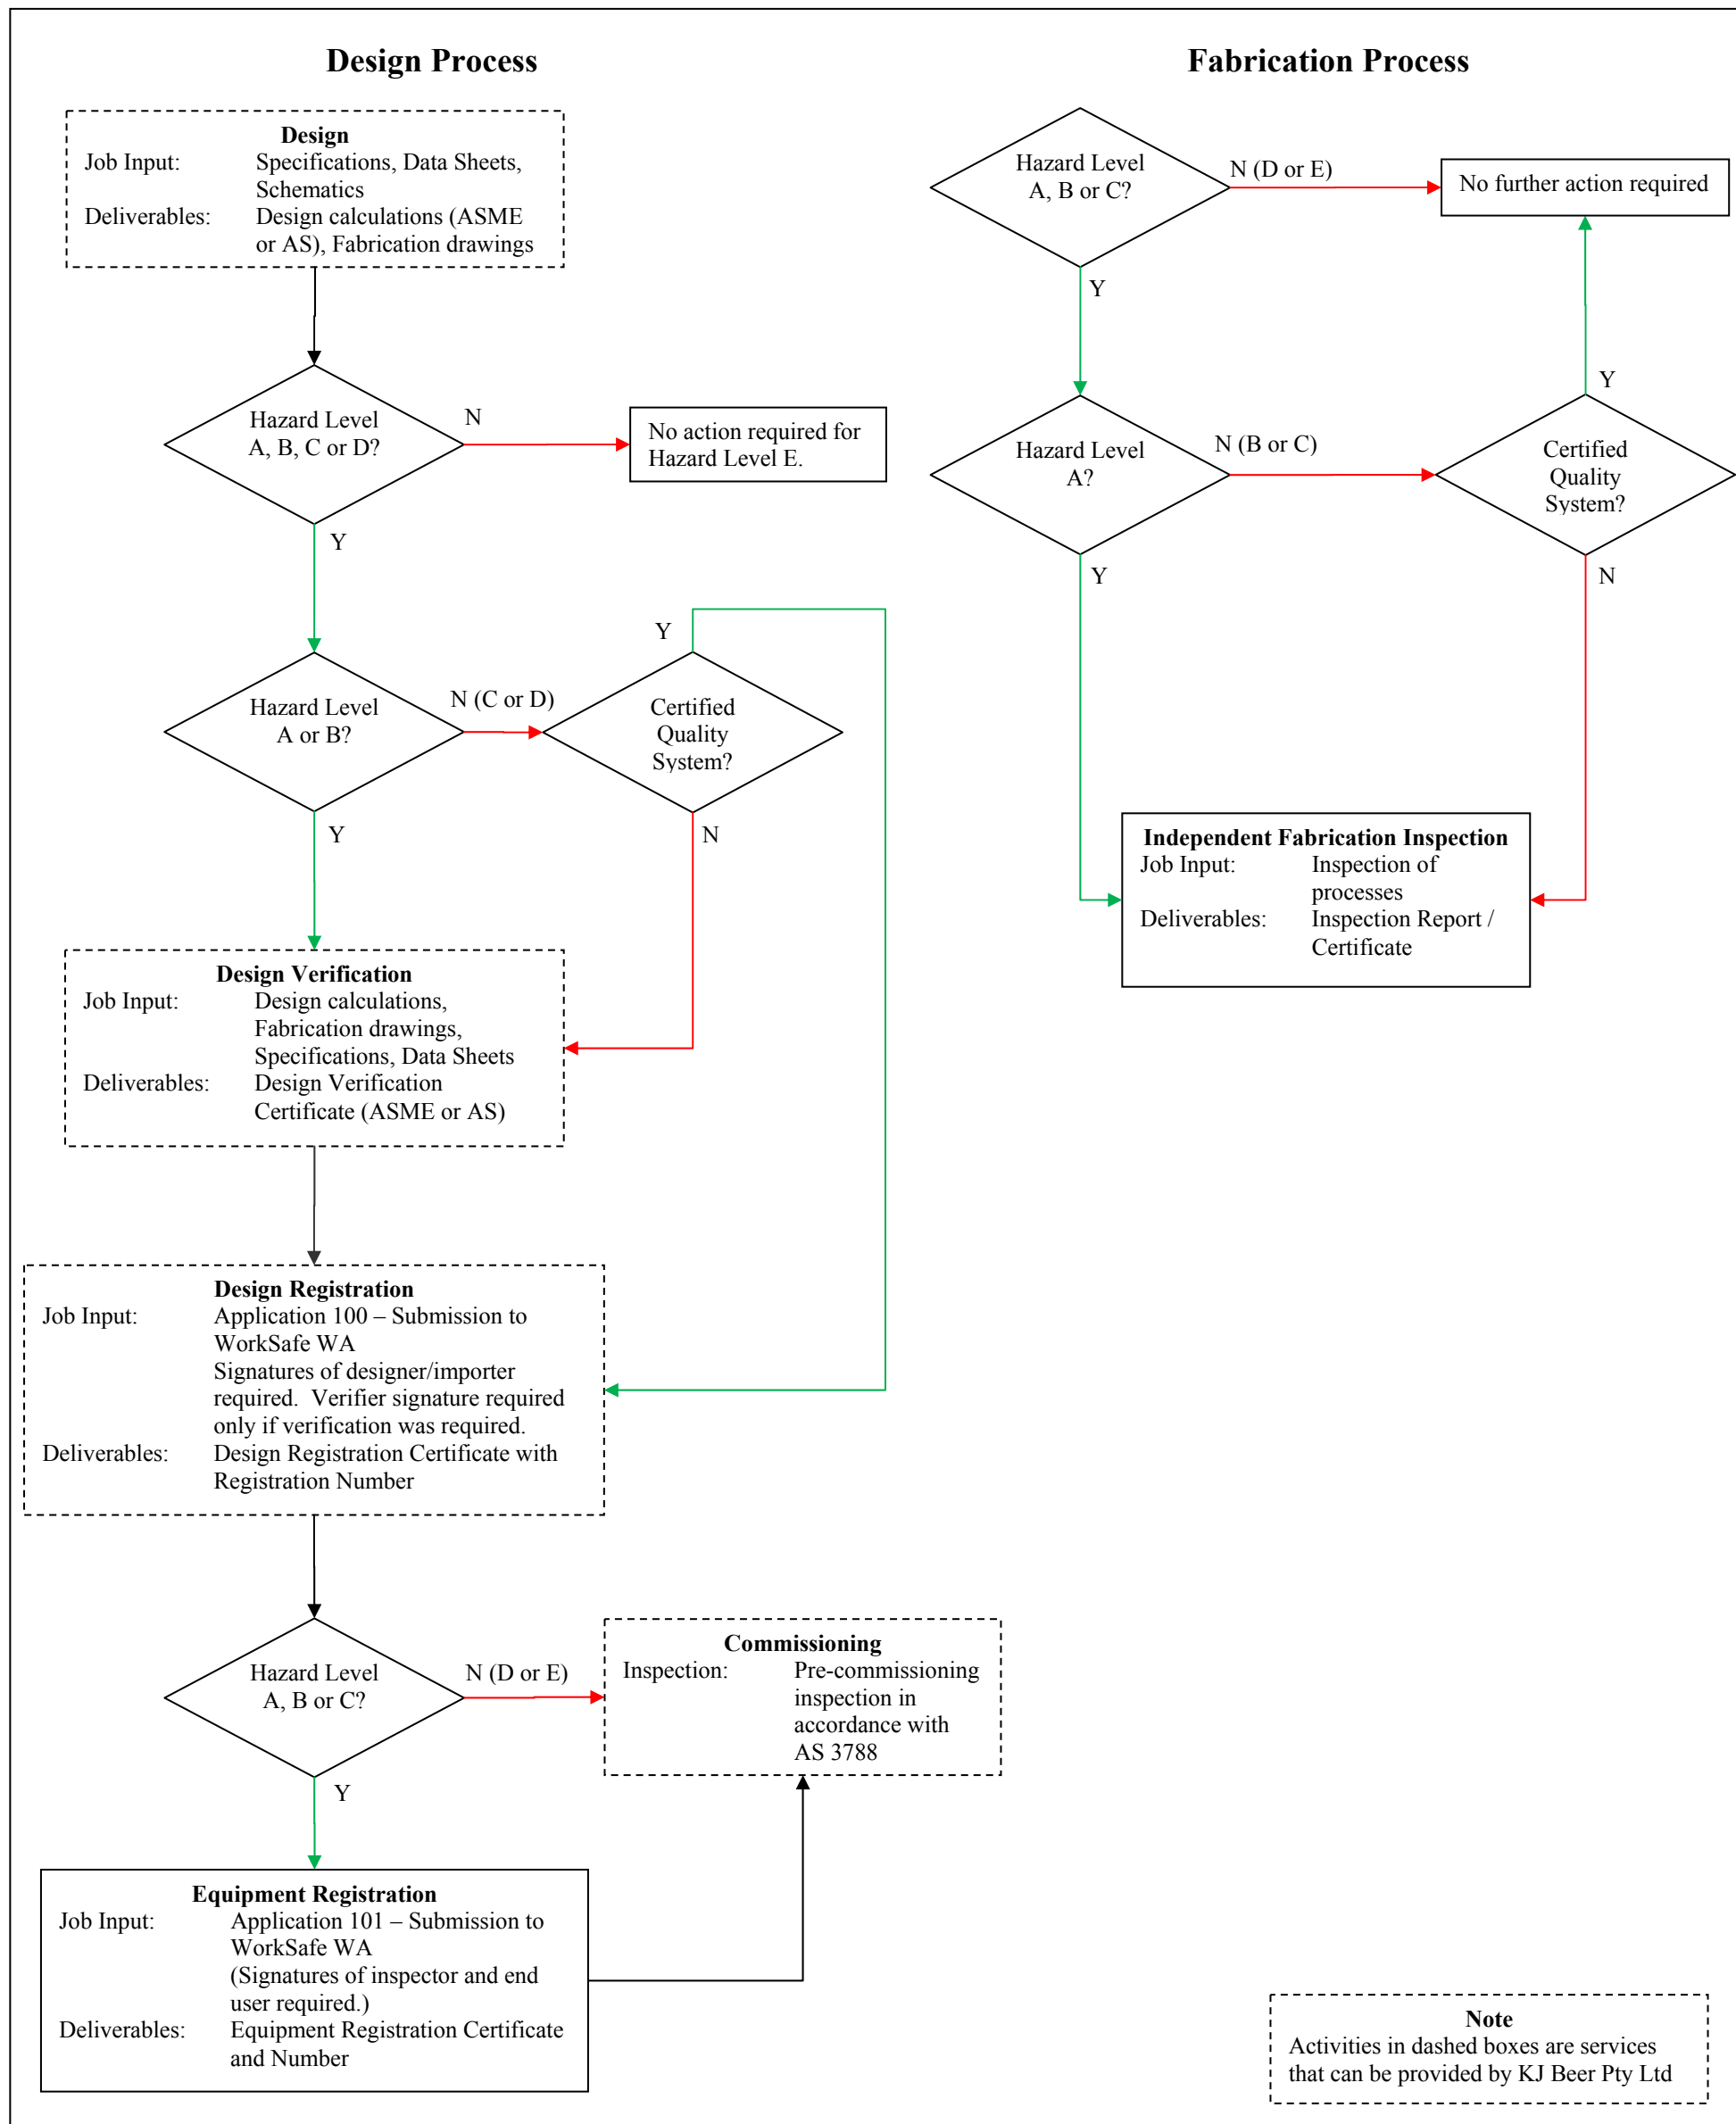 Design Process
Design
Job Input: Specifications, Data Sheets,
Schematics
Deliverables: Design calculations (ASME
or AS), Fabrication drawings
Hazard Level
A, B, C or D?
N
No action required for
Hazard Level E.
Y
Hazard Level
A or B?
N (C or D)
Certified
Quality
System?
Y
N
Y
Design Verification
Job Input: Design calculations,
Fabrication drawings,
Specifications, Data Sheets
Deliverables: Design Verification
Certificate (ASME or AS)
Design Registration
Job Input: Application 100 – Submission to
WorkSafe WA
Signatures of designer/importer
required. Verifier signature required
only if verification was required.
Deliverables: Design Registration Certificate with
Registration Number
Hazard Level
A, B or C?
N (D or E)
Commissioning
Inspection: Pre-commissioning
inspection in
accordance with
AS 3788
Y
Equipment Registration
Job Input: Application 101 – Submission to
WorkSafe WA
(Signatures of inspector and end
user required.)
Deliverables: Equipment Registration Certificate
and Number
Fabrication Process
Hazard Level
A, B or C?
N (D or E)
No further action required
Y
Hazard Level
A?
N (B or C)
Certified
Quality
System?
Y
N
Y
Independent Fabrication Inspection
Job Input: Inspection of
processes
Deliverables: Inspection Report /
Certificate
Note
Activities in dashed boxes are services
that can be provided by KJ Beer Pty Ltd